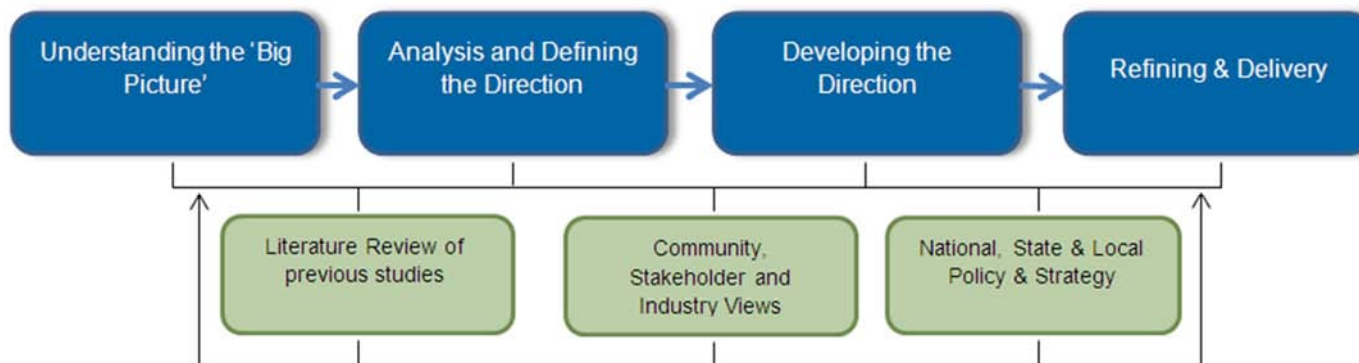 Understanding the 'Big
Picture'
Analysis and Defining
the Direction
Developing the
Direction
Refining & Delivery
Literature Review of
previous studies
Community,
Stakeholder and
Industry Views
National, State & Local
Policy & Strategy